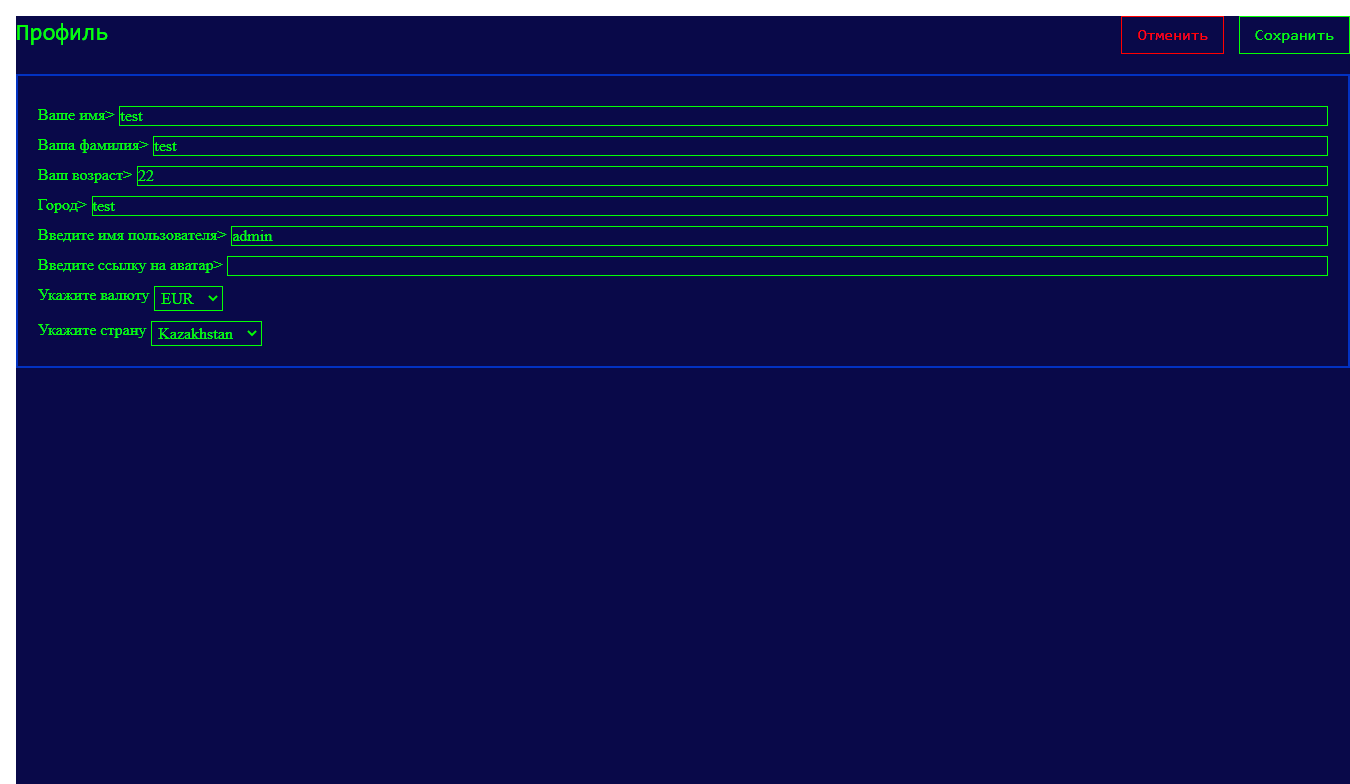 Профиль
Отменить Сохранить
Ваше имя> test
Ваша фамилия> test
Ваш возраст> 22
Город> test
Введите имя пользователя> admin
Введите ссылку на аватар>
Укажите валюту EUR
Укажите страну Kazakhstan